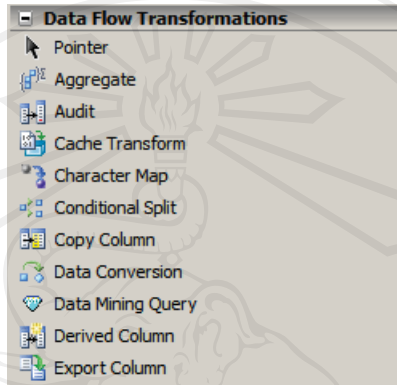 Data Flow Transformations
Pointer
Aggregate
Audit
Cache Transform
Character Map
Conditional Split
Copy Column
Data Conversion
Data Mining Query
Derived Column
Export Column